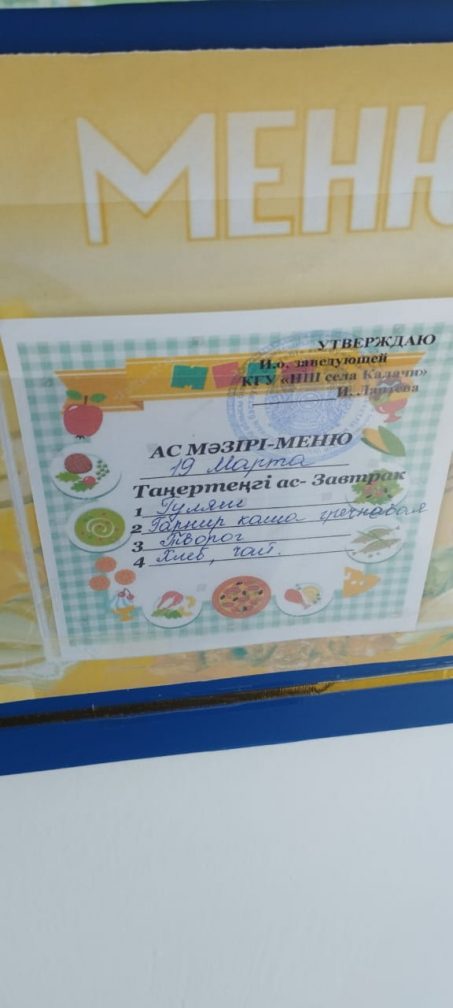 МЕНЮ
УТВЕРЖДАЮ
И.о. заведующей
КГУ «НШ села Калачи»
И. Лаптева
АС МӘЗІРІ-МЕНЮ
19 Марта
Таңертеңгі ас- Завтрак
1 Гуляш
2 Гарнир каша гречневая
3 Творог
4 Хлеб, чай.